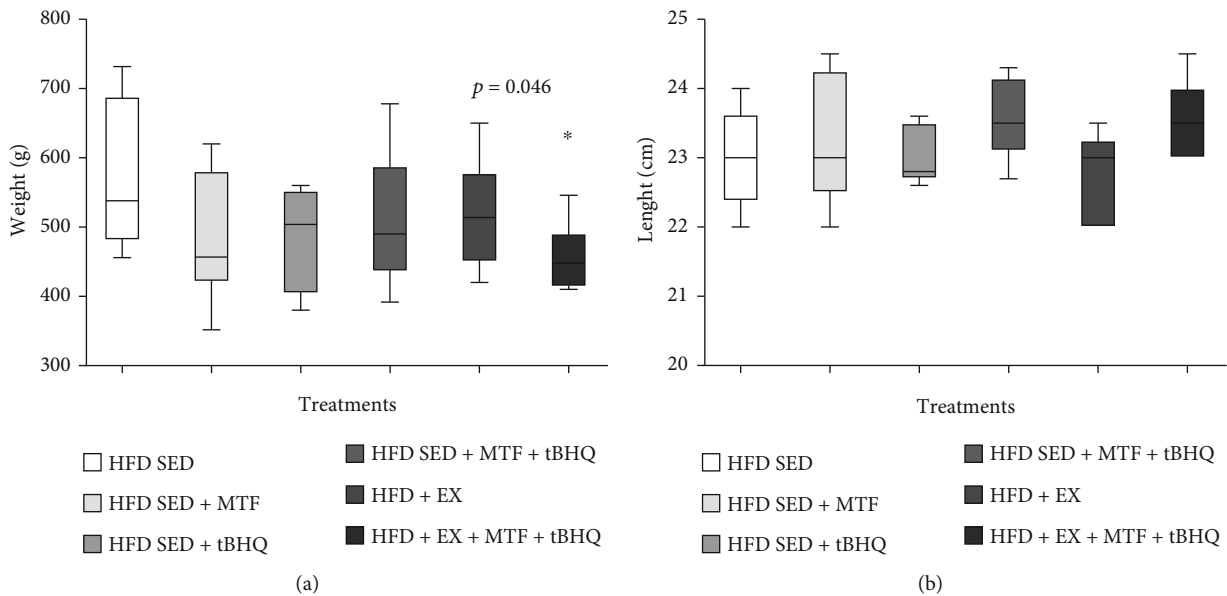 800
700
600
500
400
300
Weight (g)
p = 0.046
*
Treatments
HFD SED
HFD SED + MTF
HFD SED + tBHQ
HFD SED + MTF + tBHQ
HFD + EX
HFD + EX + MTF + tBHQ
(a)
25
24
23
22
21
20
Lenght (cm)
Treatments
HFD SED
HFD SED + MTF
HFD SED + tBHQ
HFD SED + MTF + tBHQ
HFD + EX
HFD + EX + MTF + tBHQ
(b)